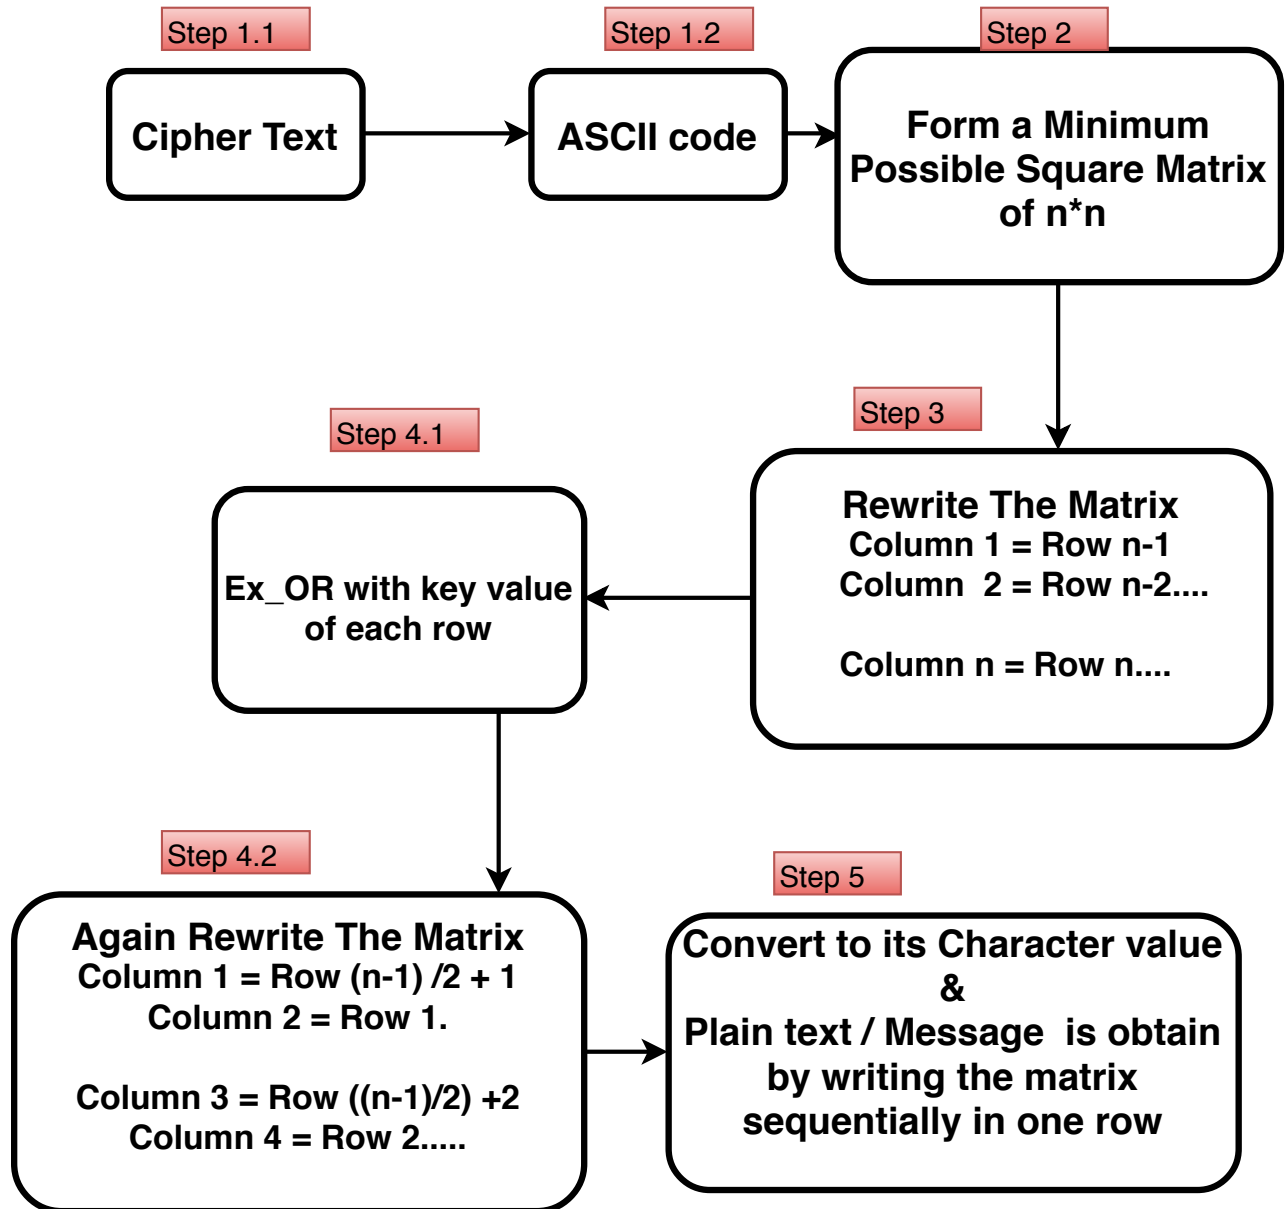 Step 1.1
Cipher Text
Step 1.2
ASCII code
Step 2
Form a Minimum
Possible Square Matrix
of n*n
Step 3
Rewrite The Matrix
Column 1 = Row n-1
Column 2 = Row n-2....
Column n = Row n....
Step 4.1
Ex_OR with key value
of each row
Step 4.2
Again Rewrite The Matrix
Column 1 = Row (n-1) /2 + 1
Column 2 = Row 1.
Column 3 = Row ((n-1)/2) +2
Column 4 = Row 2.....
Step 5
Convert to its Character value
&
Plain text / Message is obtain
by writing the matrix
sequentially in one row